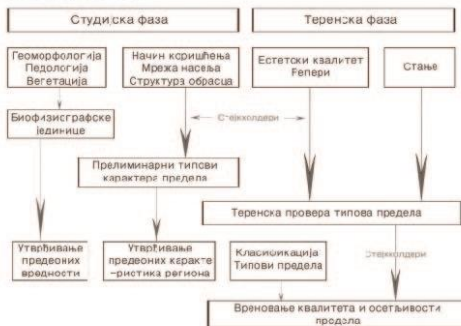 Студијска фаза
Теренска фаза
Геоморфологија
Педологија
Вегетација
Начин коришћења
Мрежа насеља
Структура обрасца
Естетски квалитет
Репери
Стање
Биофизиграфске
јединице
Стејкхолдери
Прелиминарни типови
карактера предела
Теренска провера типова предела
Утврђивање
предеоних
вредности
Утврђивање
предеоних каракте
-ристика региона
Класификација
Типови предела
Стејкхолдери
Вреновање квалитета и осетљивости
предела